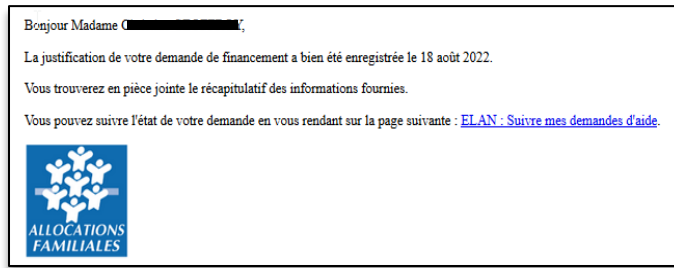 Bonjour Madame
La justification de votre demande de financement a bien été enregistrée le 18 août 2022.
Vous trouverez en pièce jointe le récapitulatif des informations fournies.
Vous pouvez suivre l'état de votre demande en vous rendant sur la page suivante : ELAN : Suivre mes demandes d'aide.
ALLOCATIONS
FAMILIALES